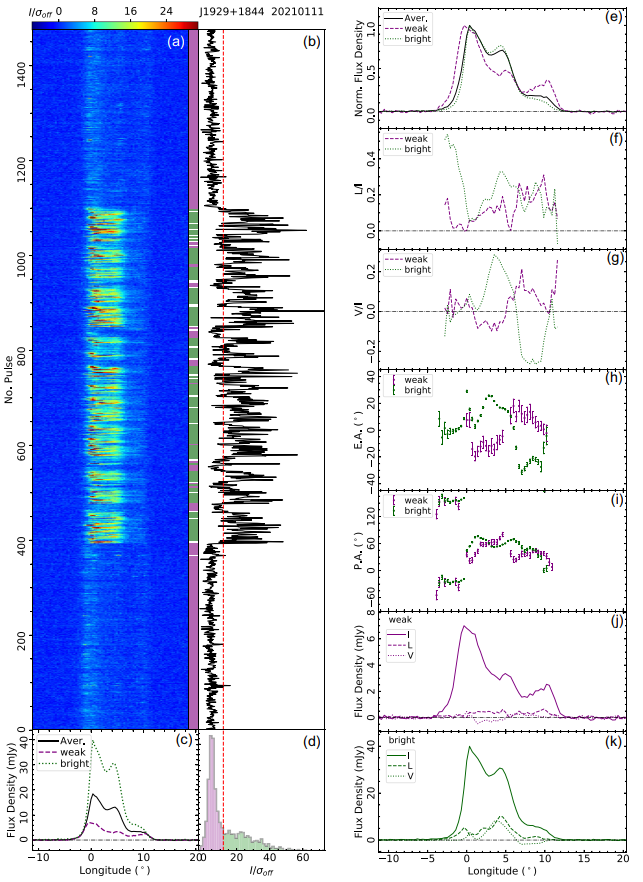 I/σoff 0 8 16 24 J1929+1844 20210111
(a) (b)
No. Pulse
0 200 400 600 800 1000 1200 1400
(c)
Aver.
weak
bright
Flux Density (mJy)
0 10 20 30 40
−10 0 10
Longitude (°)
(d)
0 20 40 60
I/σoff
(e)
Aver.
weak
bright
Norm. Flux Density
0.0 0.5 1.0
(f)
weak
bright
L/I
0.0 0.2 0.4
(g)
weak
bright
V/I
−0.2 0.0 0.2
(h)
weak
bright
E.A. (°)
−40 −20 0 20 40
(i)
weak
bright
P.A. (°)
−60 0 60 120
(j)
weak
I
L
V
Flux Density (mJy)
0 2 4 6 8
(k)
bright
I
L
V
Flux Density (mJy)
0 20 40
−10 −5 0 5 10 15 20
Longitude (°)